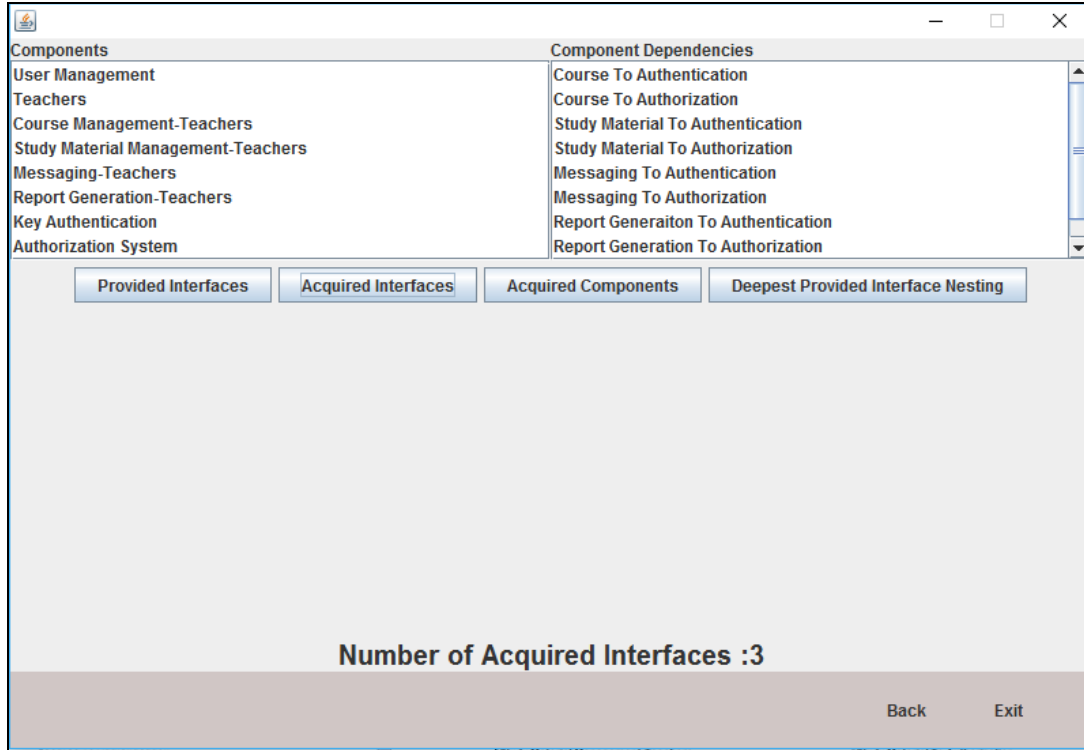 Components
User Management
Teachers
Course Management-Teachers
Study Material Management-Teachers
Messaging-Teachers
Report Generation-Teachers
Key Authentication
Authorization System
Component Dependencies
Course To Authentication
Course To Authorization
Study Material To Authentication
Study Material To Authorization
Messaging To Authentication
Messaging To Authorization
Report Generaiton To Authentication
Report Generation To Authorization
Provided Interfaces
Acquired Interfaces
Acquired Components
Deepest Provided Interface Nesting
Number of Acquired Interfaces :3
Back
Exit